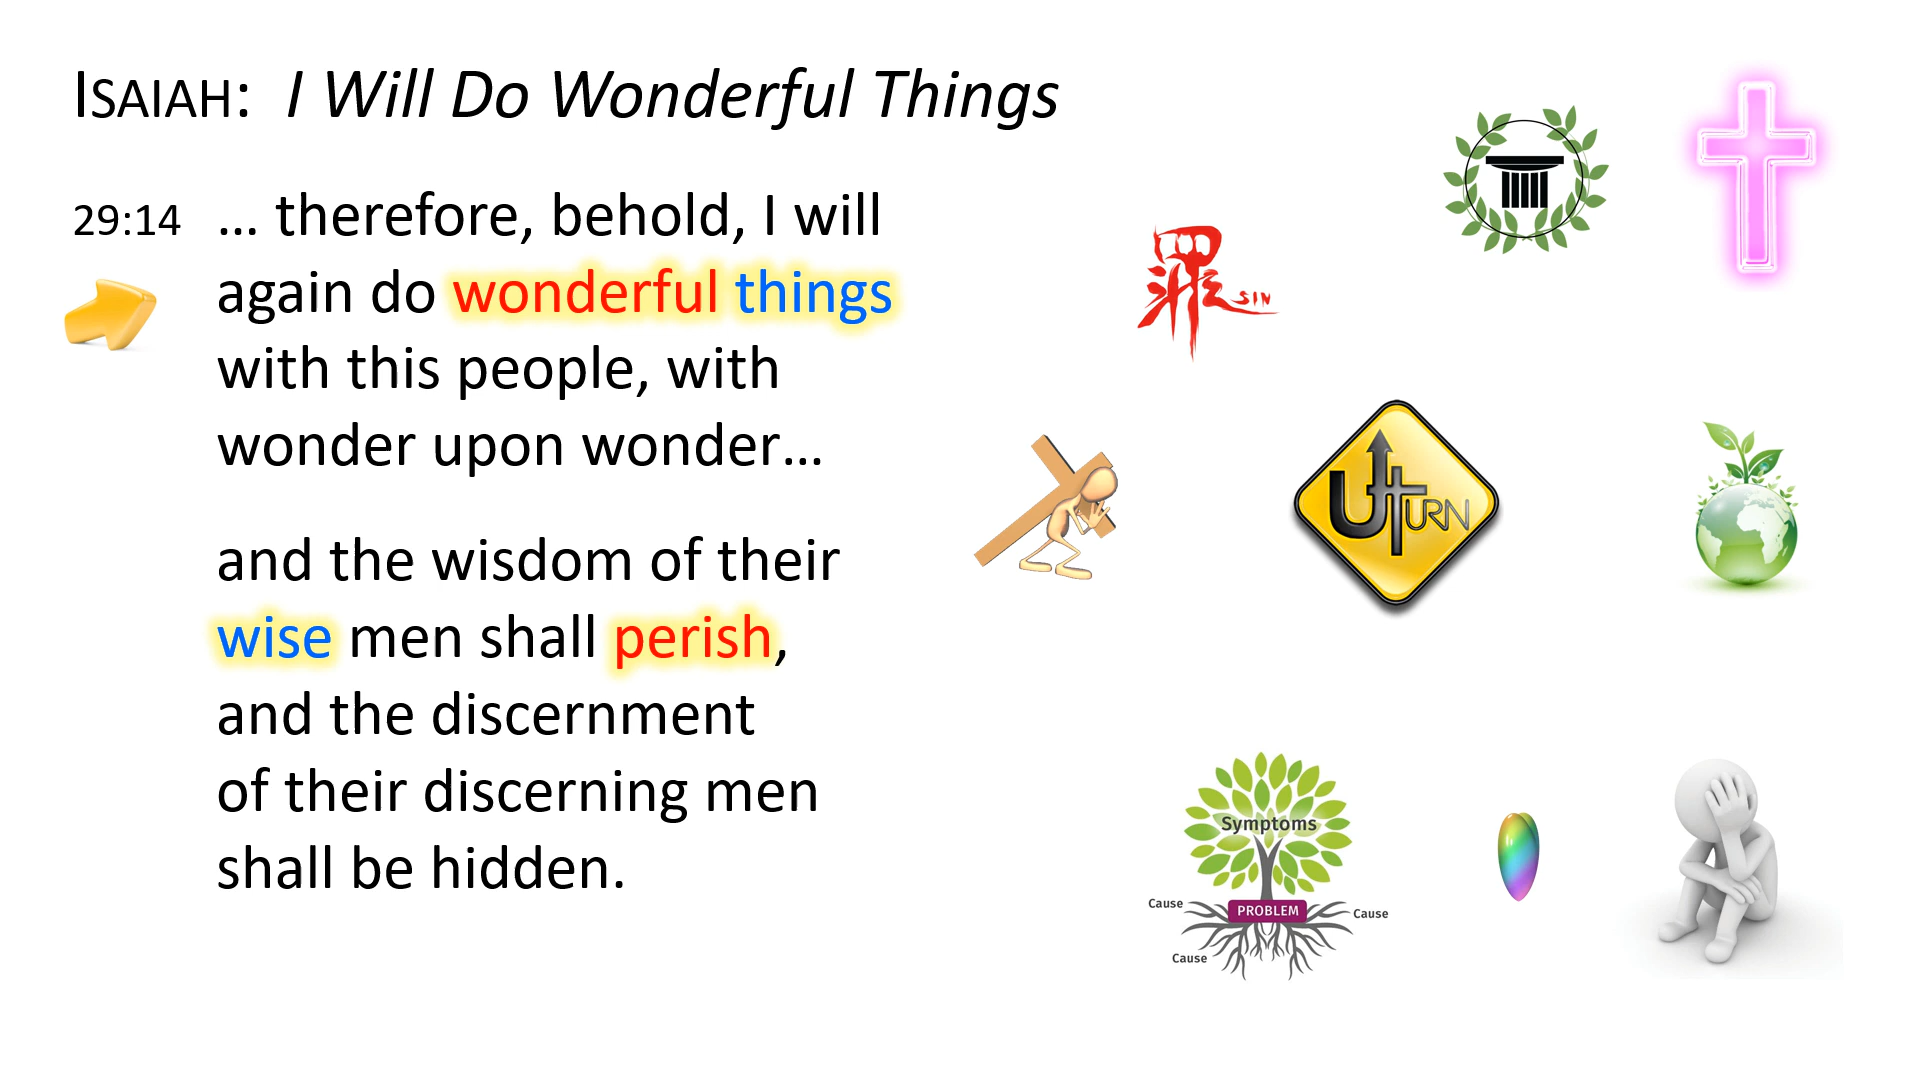 ISAIAH: I Will Do Wonderful Things
29:14 … therefore, behold, I will
again do wonderful things
with this people, with
wonder upon wonder…
and the wisdom of their
wise men shall perish,
and the discernment
of their discerning men
shall be hidden.
罪 SIN
U TURN
Symptoms
Cause
PROBLEM
Cause
Cause